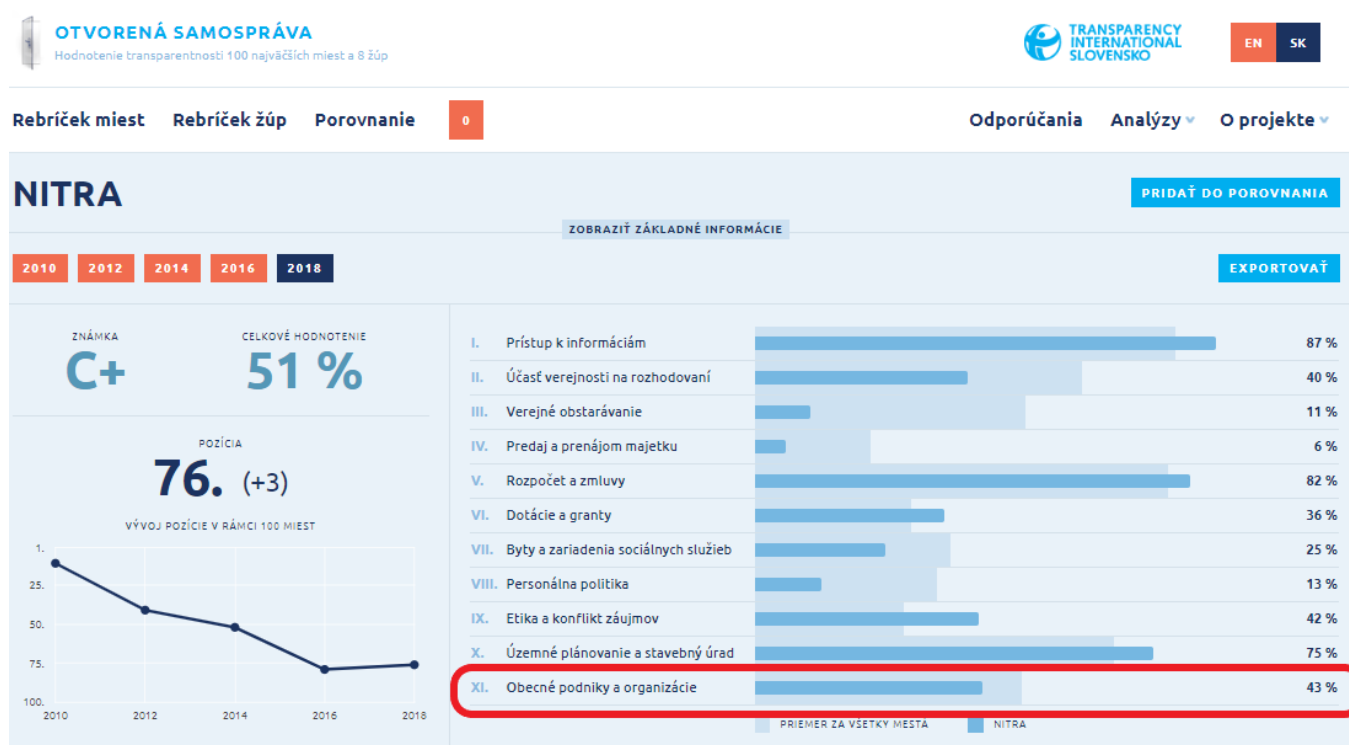 OTVORENÁ SAMOSPRÁVA
Hodnotenie transparentnosti 100 najväčších miest a 8 žúp
TRANSPARENCY
INTERNATIONAL
SLOVENSKO
EN SK
Rebríček miest Rebríček žúp Porovnanie 0 Odporúčania Analýzy O projekte
NITRA
PRIDAŤ DO POROVNANIA
ZOBRAZIŤ ZÁKLADNÉ INFORMÁCIE
2010 2012 2014 2016 2018
EXPORTOVAŤ
ZNÁMKA CELKOVÉ HODNOTENIE
C+ 51 %
POZÍCIA
76. (+3)
VÝVOJ POZÍCIE V RÁMCI 100 MIEST
1.
25.
50.
75.
100.
2010 2012 2014 2016 2018
I. Prístup k informáciám 87 %
II. Účasť verejnosti na rozhodovaní 40 %
III. Verejné obstarávanie 11 %
IV. Predaj a prenájom majetku 6 %
V. Rozpočet a zmluvy 82 %
VI. Dotácie a granty 36 %
VII. Byty a zariadenia sociálnych služieb 25 %
VIII. Personálna politika 13 %
IX. Etika a konflikt záujmov 42 %
X. Územné plánovanie a stavebný úrad 75 %
XI. Obecné podniky a organizácie 43 %
PRIEMER ZA VŠETKY MESTÁ NITRA